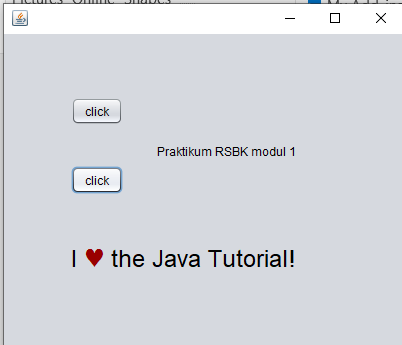 click
Praktikum RSBK modul 1
click
I ♥ the Java Tutorial!